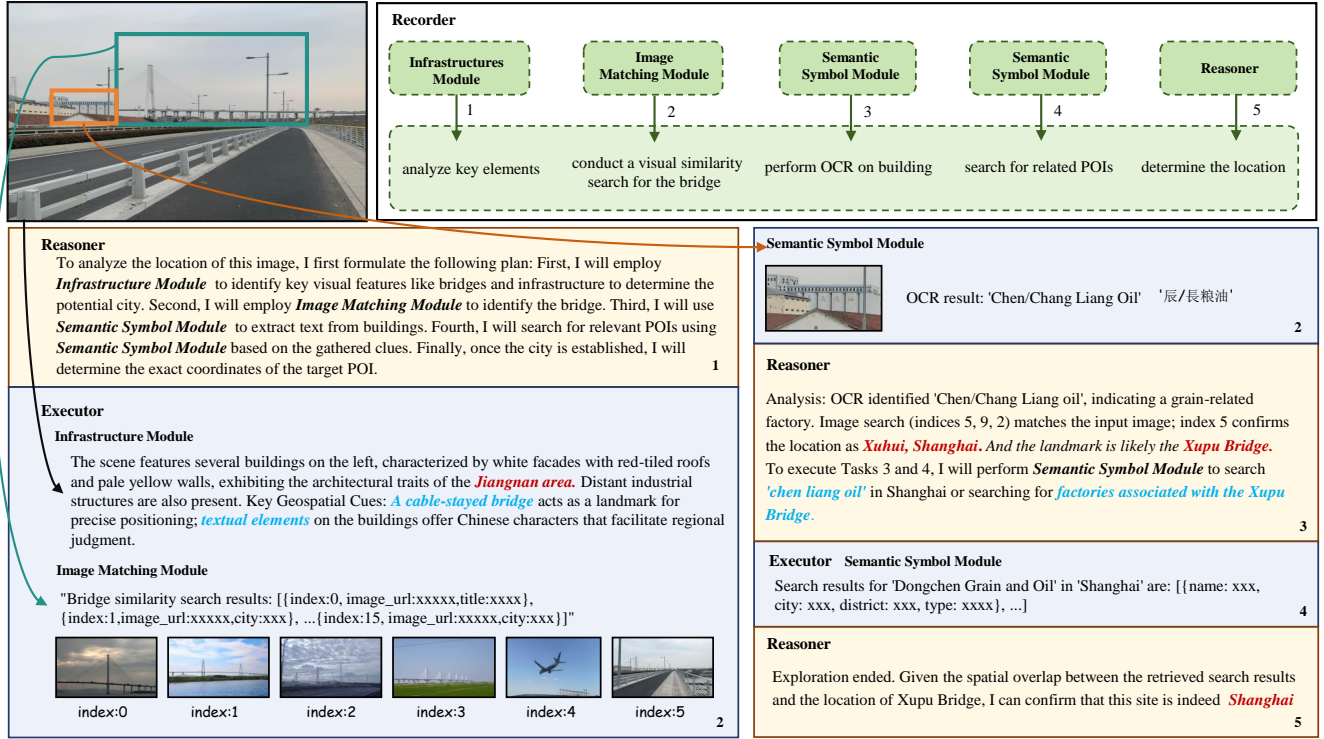 Recorder
Infrastructures
Module
Image
Matching Module
Semantic
Symbol Module
Semantic
Symbol Module
Reasoner
1
2
3
4
5
analyze key elements
conduct a visual similarity
search for the bridge
perform OCR on building
search for related POIs
determine the location
Reasoner
To analyze the location of this image, I first formulate the following plan: First, I will employ
Infrastructure Module to identify key visual features like bridges and infrastructure to determine the
potential city. Second, I will employ Image Matching Module to identify the bridge. Third, I will use
Semantic Symbol Module to extract text from buildings. Fourth, I will search for relevant POIs using
Semantic Symbol Module based on the gathered clues. Finally, once the city is established, I will
determine the exact coordinates of the target POI.
1
Executor
Infrastructure Module
The scene features several buildings on the left, characterized by white facades with red-tiled roofs
and pale yellow walls, exhibiting the architectural traits of the Jiangnan area. Distant industrial
structures are also present. Key Geospatial Cues: A cable-stayed bridge acts as a landmark for
precise positioning; textual elements on the buildings offer Chinese characters that facilitate regional
judgment.
Image Matching Module
"Bridge similarity search results: [{index:0, image_url:xxxxx,title:xxxx},
{index:1,image_url:xxxxx,city:xxx}, ...{index:15, image_url:xxxxx,city:xxx}]"
index:0
index:1
index:2
index:3
index:4
index:5
2
Semantic Symbol Module
OCR result: 'Chen/Chang Liang Oil' '辰/長粮油'
2
Reasoner
Analysis: OCR identified 'Chen/Chang Liang oil', indicating a grain-related
factory. Image search (indices 5, 9, 2) matches the input image; index 5 confirms
the location as Xuhui, Shanghai. And the landmark is likely the Xupu Bridge.
To execute Tasks 3 and 4, I will perform Semantic Symbol Module to search
'chen liang oil' in Shanghai or searching for factories associated with the Xupu
Bridge.
3
Executor Semantic Symbol Module
Search results for 'Dongchen Grain and Oil' in 'Shanghai' are: [{name: xxx,
city: xxx, district: xxx, type: xxxx}, ...]
4
Reasoner
Exploration ended. Given the spatial overlap between the retrieved search results
and the location of Xupu Bridge, I can confirm that this site is indeed Shanghai
5